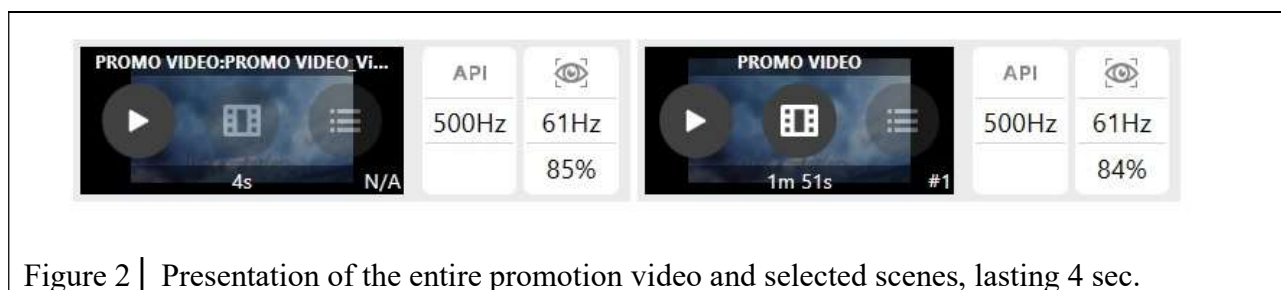 PROMO VIDEO:PROMO VIDEO_Vi...
4s
N/A
API
500Hz
61Hz
85%
PROMO VIDEO
1m 51s
#1
API
500Hz
61Hz
84%
Figure 2│ Presentation of the entire promotion video and selected scenes, lasting 4 sec.